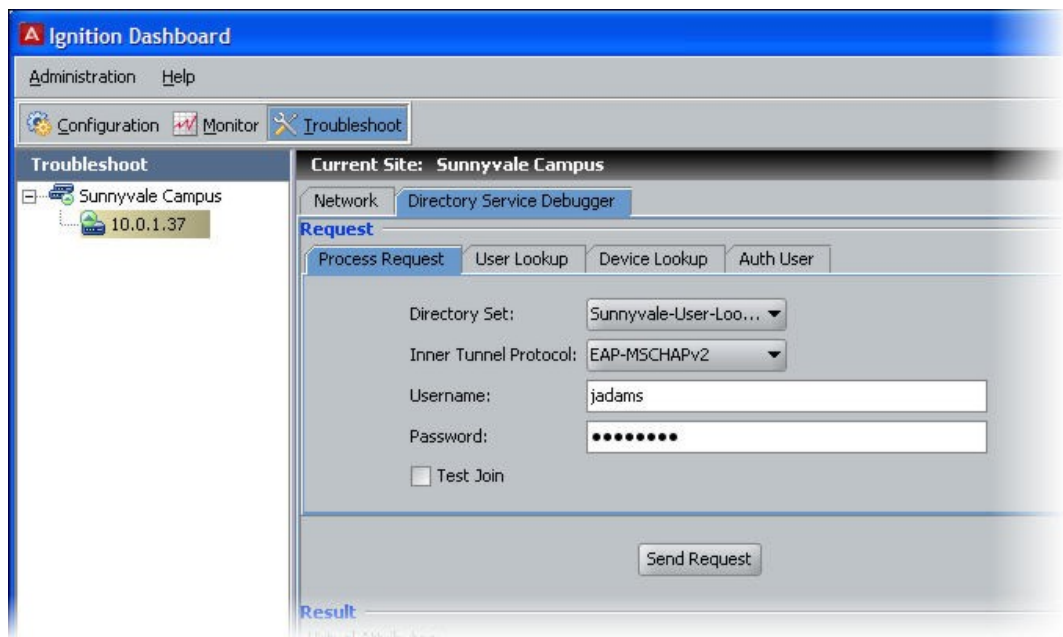 Ignition Dashboard
Administration Help
Configuration Monitor Troubleshoot
Troubleshoot
Sunnyvale Campus
10.0.1.37
Current Site: Sunnyvale Campus
Network Directory Service Debugger
Request
Process Request User Lookup Device Lookup Auth User
Directory Set: Sunnyvale-User-Loo...
Inner Tunnel Protocol: EAP-MSCHAPv2
Username: jadams
Password: ••••••••
Test Join
Send Request
Result